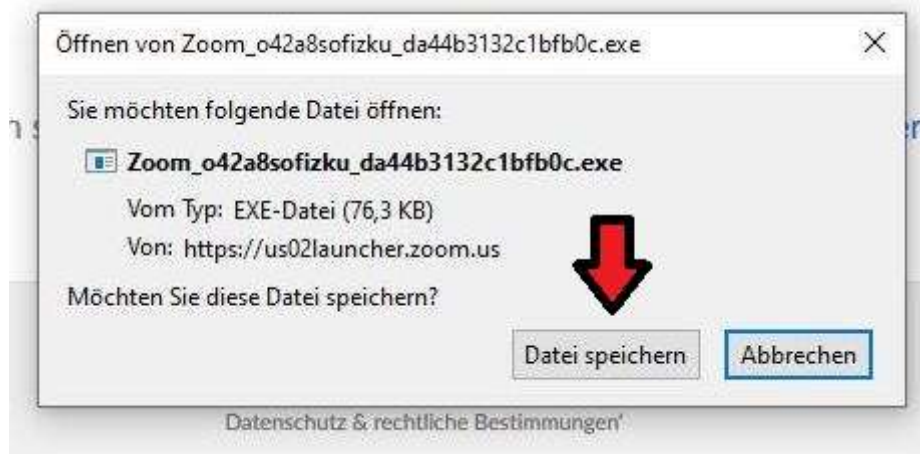 Öffnen von Zoom_o42a8sofizku_da44b3132c1bfb0c.exe
Sie möchten folgende Datei öffnen:
Zoom_o42a8sofizku_da44b3132c1bfb0c.exe
Vom Typ: EXE-Datei (76,3 KB)
Von: https://us02launcher.zoom.us
Möchten Sie diese Datei speichern?
Datei speichern Abbrechen
Datenschutz & rechtliche Bestimmungen'